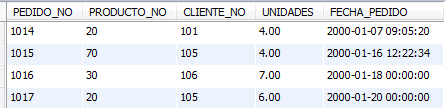 PEDIDO_NO PRODUCTO_NO CLIENTE_NO UNIDADES FECHA_PEDIDO
1014 20 101 4.00 2000-01-07 09:05:20
1015 70 105 4.00 2000-01-16 12:22:34
1016 30 106 7.00 2000-01-18 00:00:00
1017 20 105 6.00 2000-01-20 00:00:00